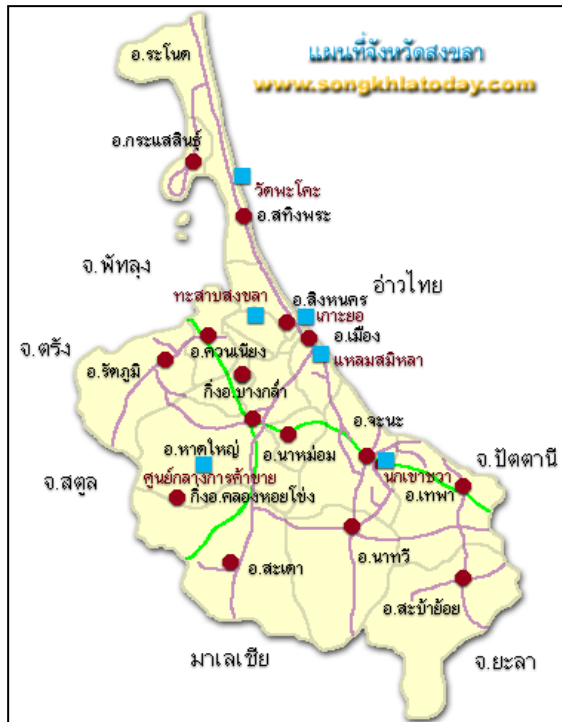 อ.ระโนด
แผนที่จังหวัดสงขลา
www.songkhlatoday.com
อ.กระแสสินธุ์
วัดพะโคะ
อ.สทิงพระ
จ.พัทลุง
อ่าวไทย
ทะสาบสงขลา
อ.สิงหนคร
เกาะยอ
จ.ตรัง
อ.เมือง
อ.ควนเนียง
แหลมสมิหลา
อ.รัตภูมิ
กิ่งอ.บางกล่ำ
อ.จะนะ
อ.หาดใหญ่
อ.นาหม่อม
จ.ปัตตานี
จ.สตูล
ศูนย์กลางการค้าขาย
นกเขาชวา
กิ่งอ.คลองหอยโข่ง
อ.เทพา
อ.นาทวี
อ.สะเดา
อ.สะบ้าย้อย
มาเลเซีย
จ.ยะลา